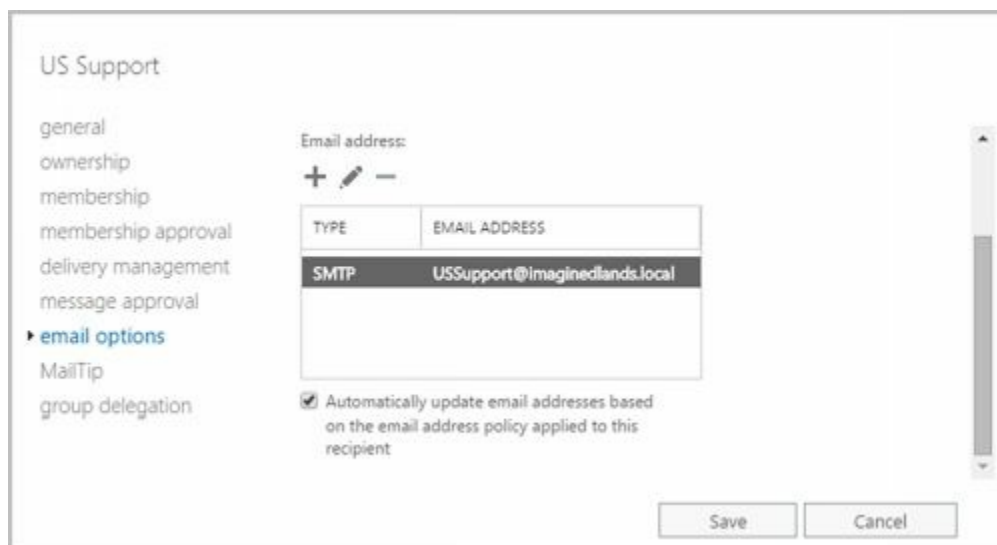 US Support
general
ownership
membership
membership approval
delivery management
message approval
email options
MailTip
group delegation
Email address:
TYPE EMAIL ADDRESS
SMTP USSupport@imaginedlands.local
Automatically update email addresses based
on the email address policy applied to this
recipient
Save Cancel